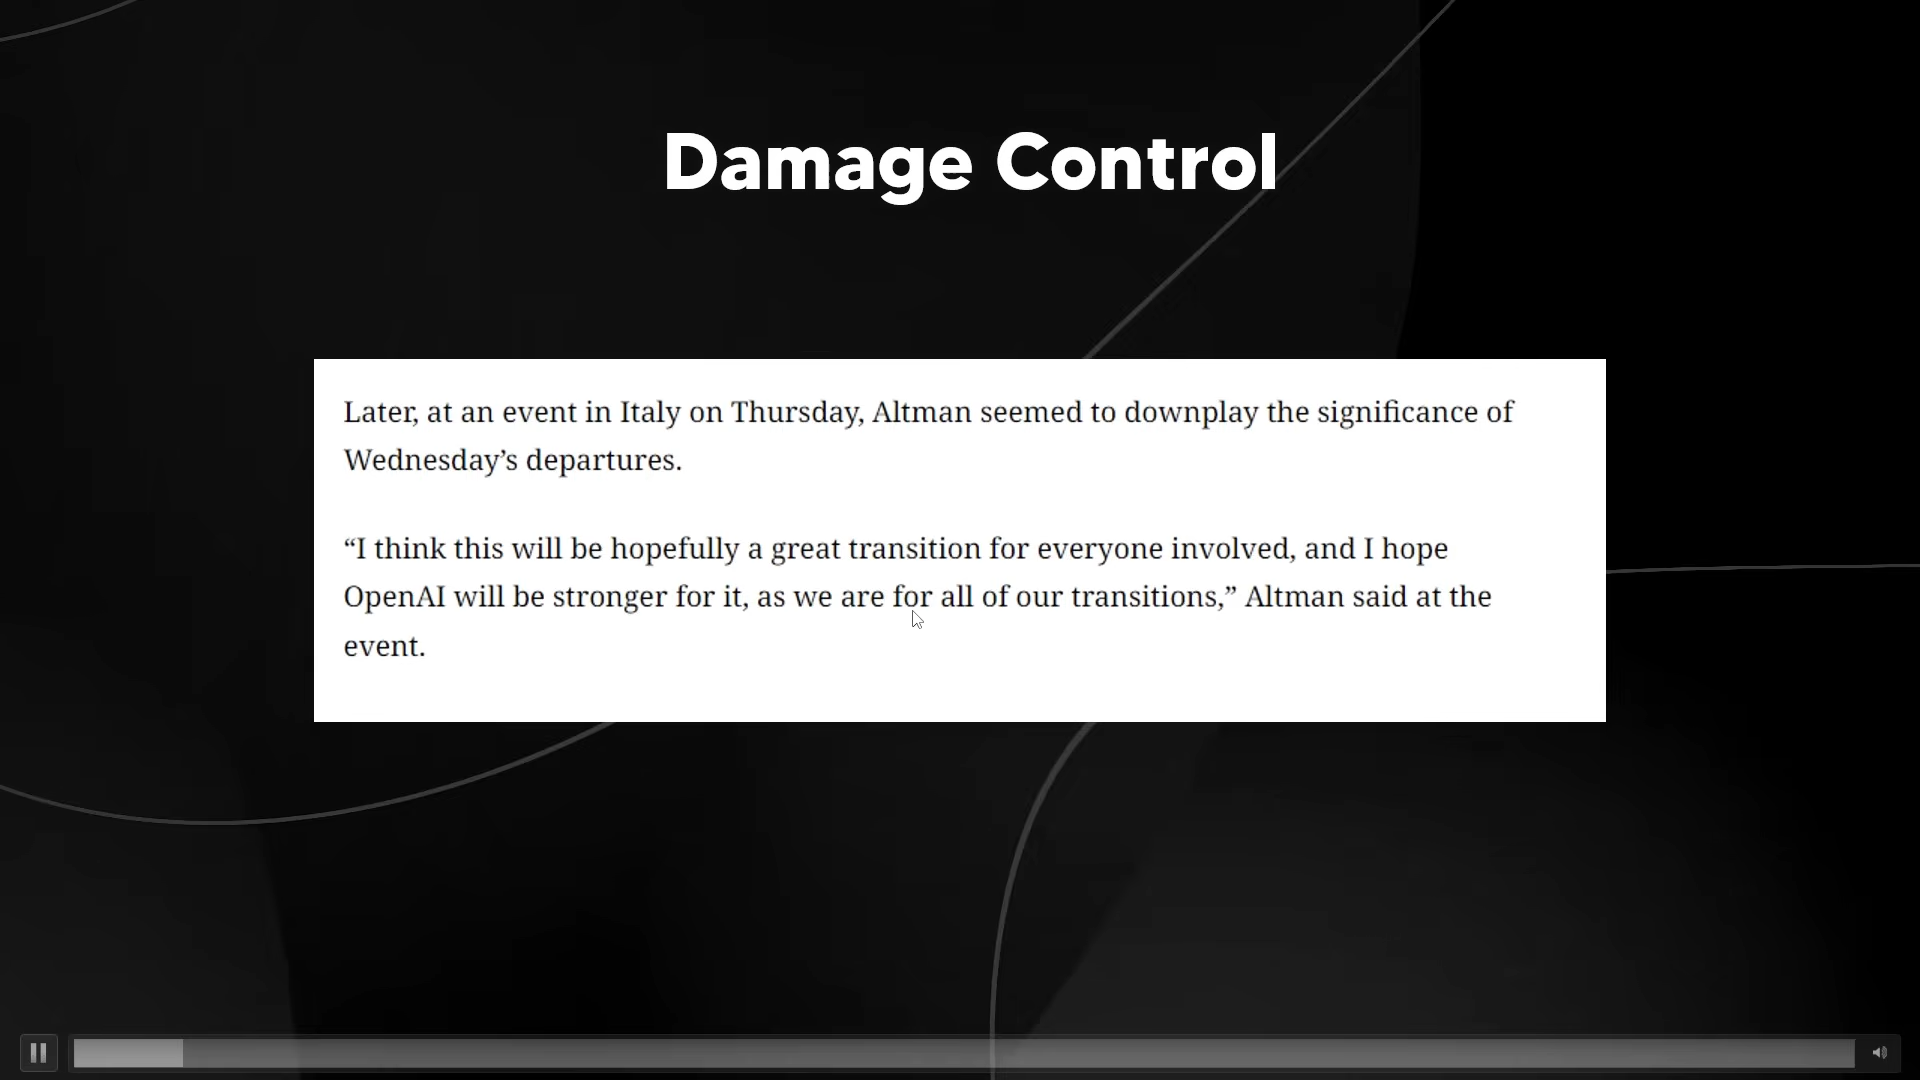 Damage Control
Later, at an event in Italy on Thursday, Altman seemed to downplay the significance of
Wednesday’s departures.
“I think this will be hopefully a great transition for everyone involved, and I hope
OpenAI will be stronger for it, as we are for all of our transitions,” Altman said at the
event.